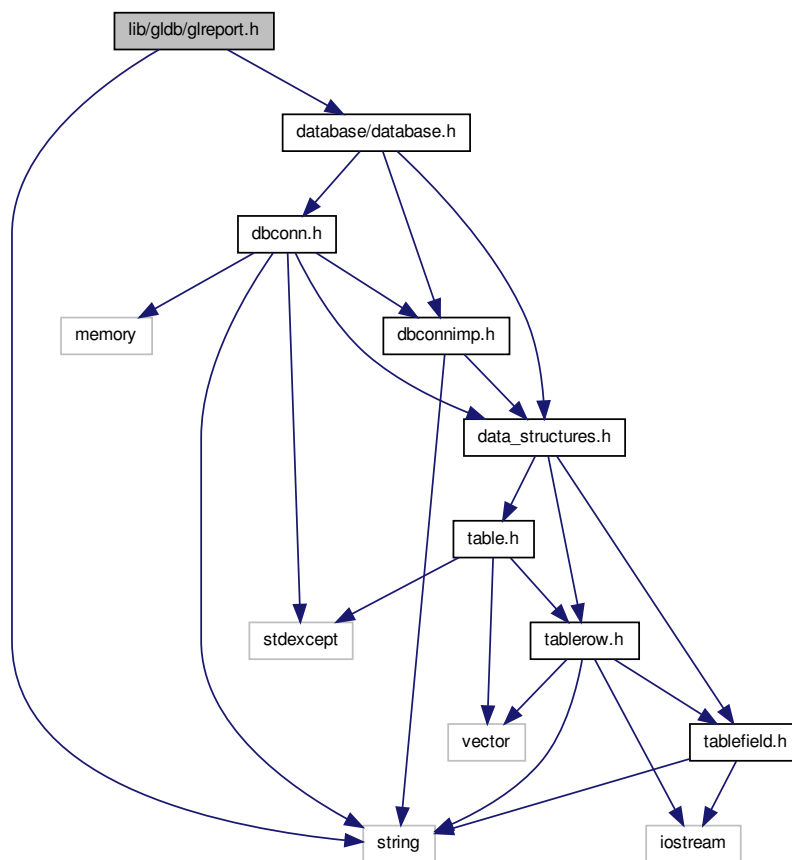 lib/gldb/glreport.h
database/database.h
dbconn.h
memory
dbconnimp.h
data_structures.h
table.h
stdexcept
tablerow.h
vector
tablefield.h
string
iostream